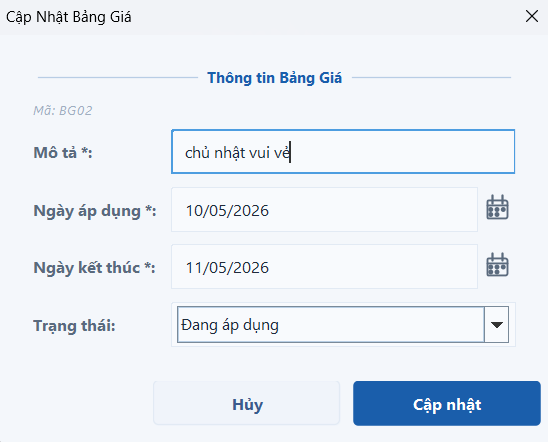 Cập Nhật Bảng Giá
Thông tin Bảng Giá
Mã: BG02
Mô tả *: chủ nhật vui vẻ
Ngày áp dụng *: 10/05/2026
Ngày kết thúc *: 11/05/2026
Trạng thái: Đang áp dụng
Hủy Cập nhật